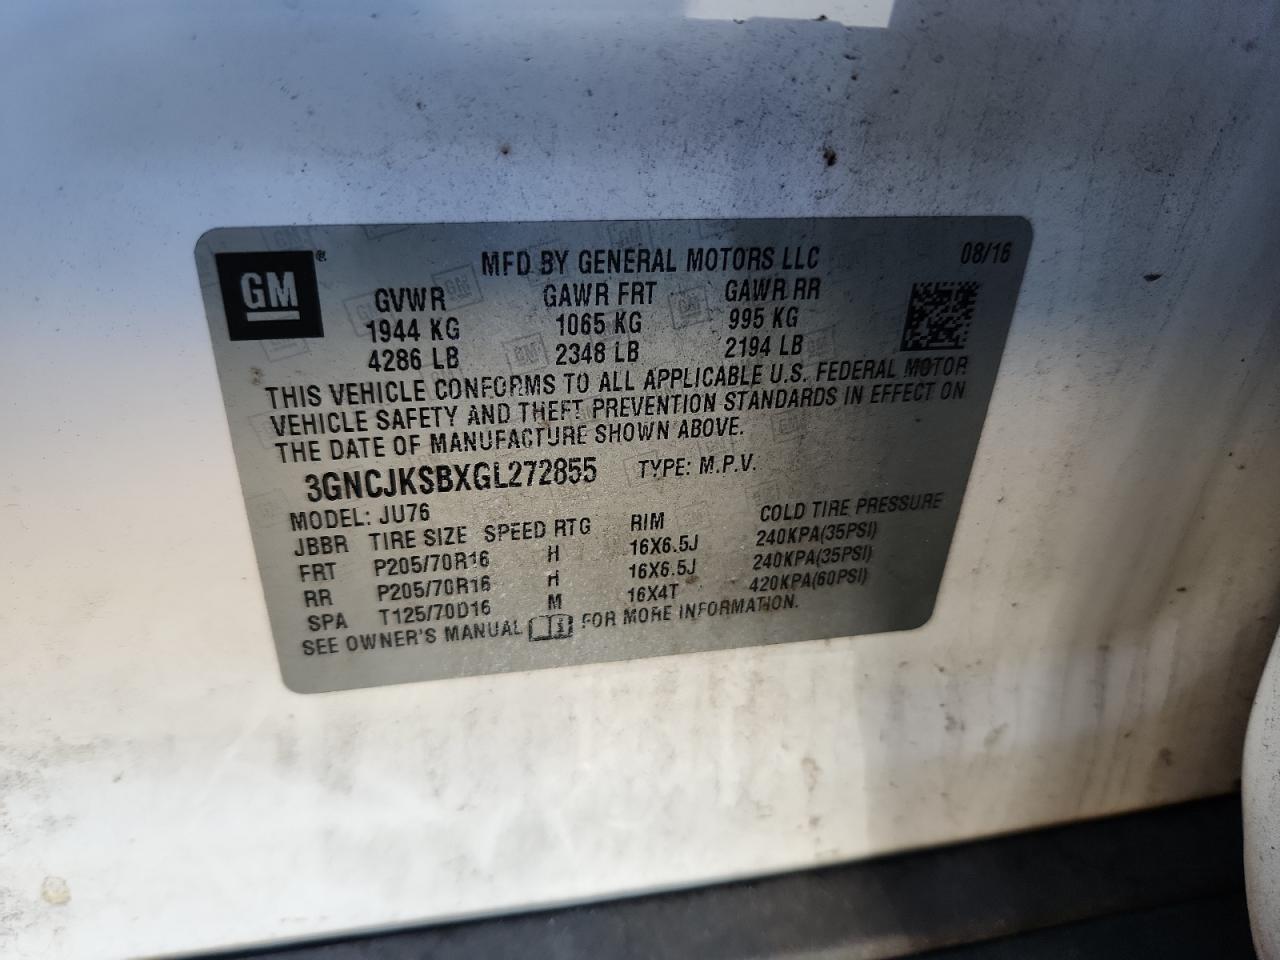 GM®
MFD BY GENERAL MOTORS LLC 08/16
GVWR GAWR FRT GAWR RR
1944 KG 1065 KG 995 KG
4286 LB 2348 LB 2194 LB
THIS VEHICLE CONFORMS TO ALL APPLICABLE U.S. FEDERAL MOTOR
VEHICLE SAFETY AND THEFT PREVENTION STANDARDS IN EFFECT ON
THE DATE OF MANUFACTURE SHOWN ABOVE.
3GNCJKSBXGL272855 TYPE: M.P.V.
MODEL: JU76
JBBR TIRE SIZE SPEED RTG RIM COLD TIRE PRESSURE
FRT P205/70R16 H 16X6.5J 240KPA(35PSI)
RR P205/70R16 H 16X6.5J 240KPA(35PSI)
SPA T125/70D16 M 16X4T 420KPA(60PSI)
SEE OWNER'S MANUAL FOR MORE INFORMATION.